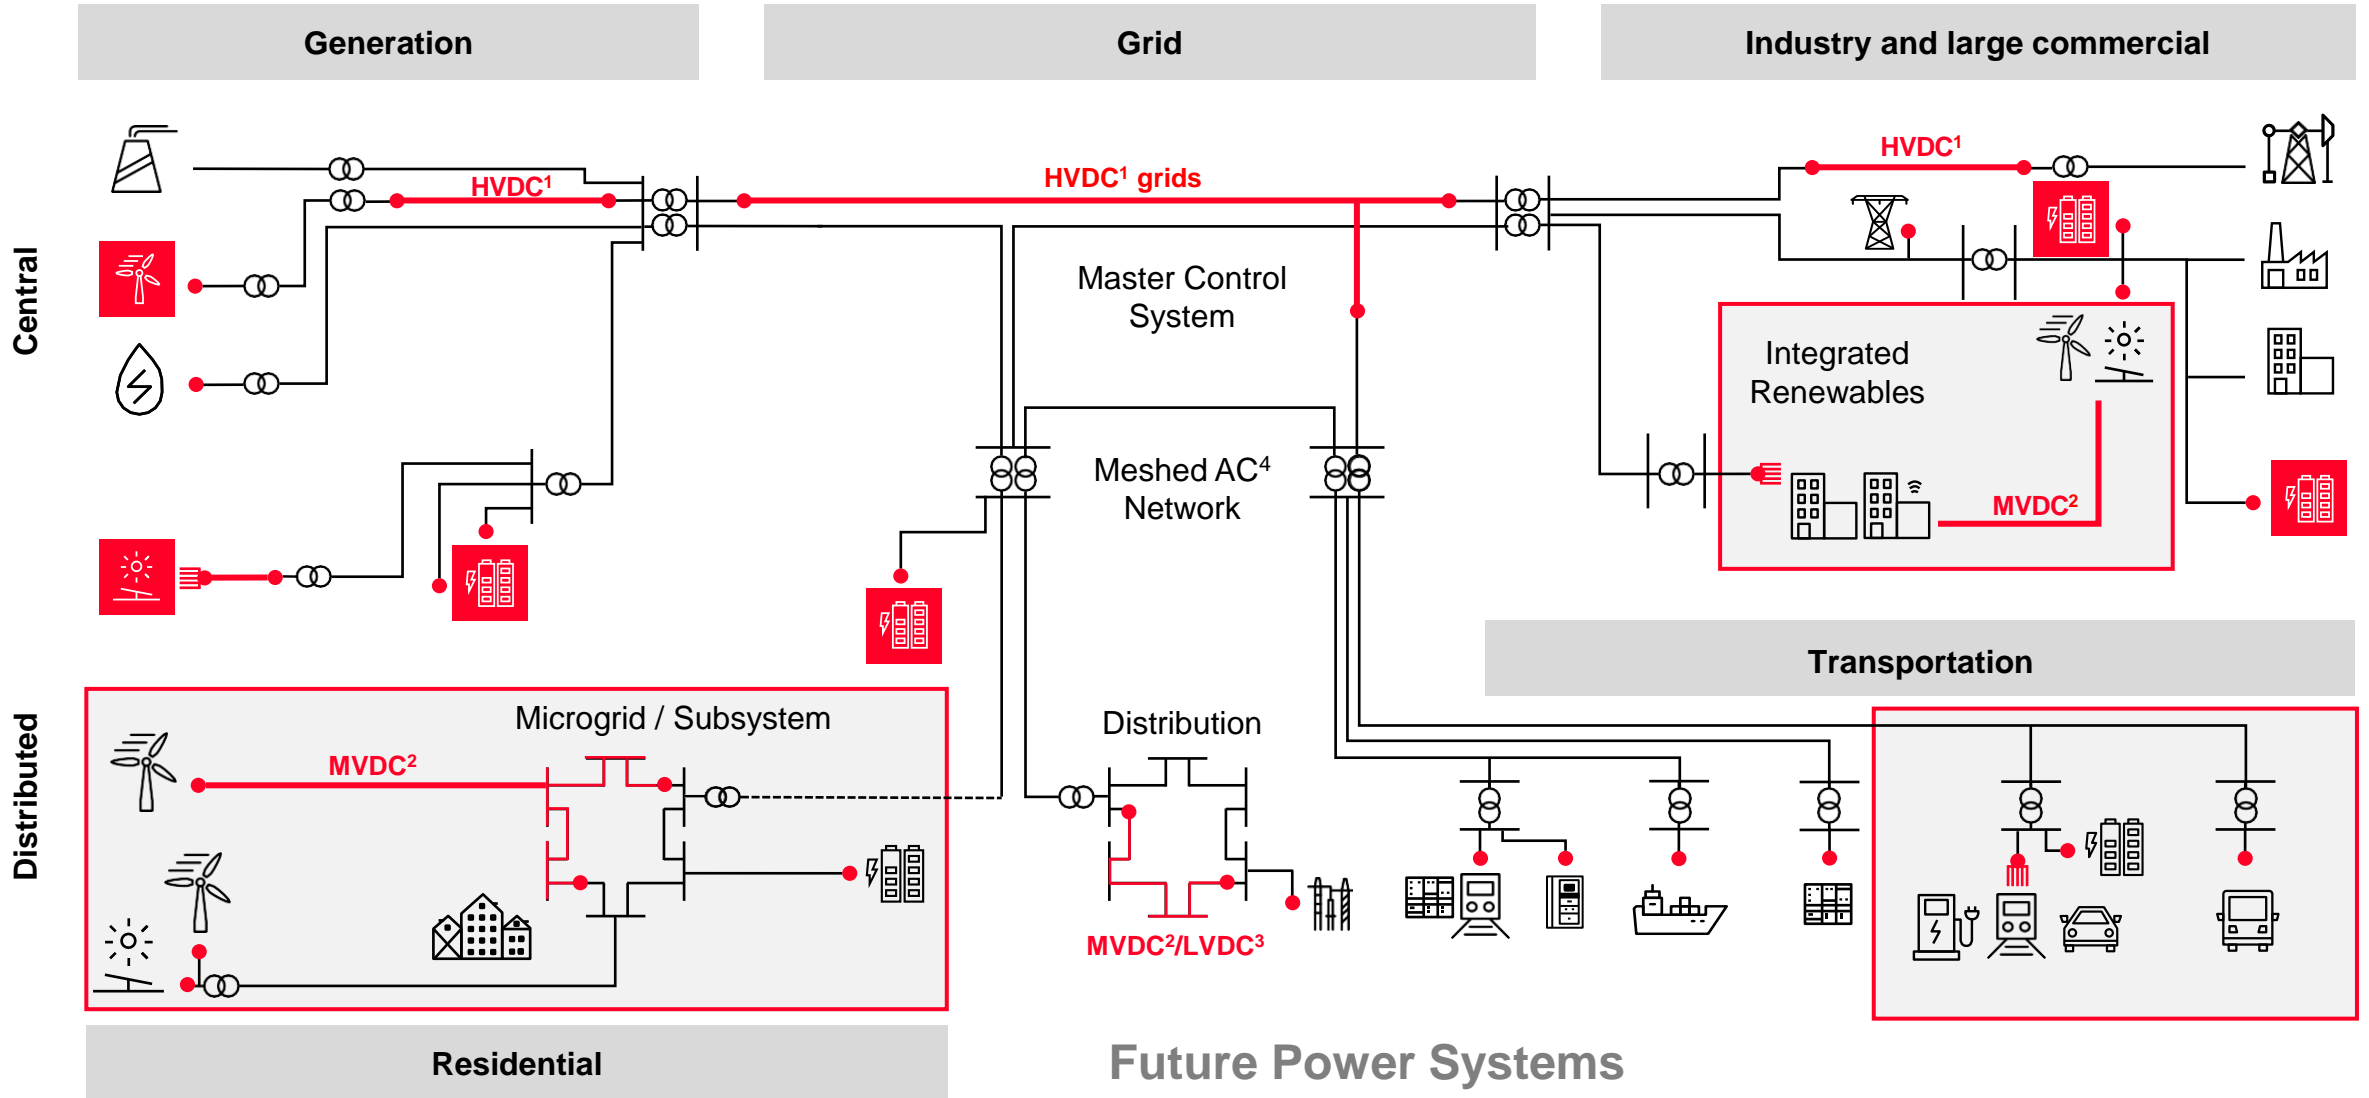 Generation
Grid
Industry and large commercial
Central
HVDC¹
HVDC¹ grids
HVDC¹
Master Control
System
Integrated
Renewables
Meshed AC⁴
Network
MVDC²
Transportation
Distributed
Microgrid / Subsystem
MVDC²
Distribution
MVDC²/LVDC³
Residential
Future Power Systems